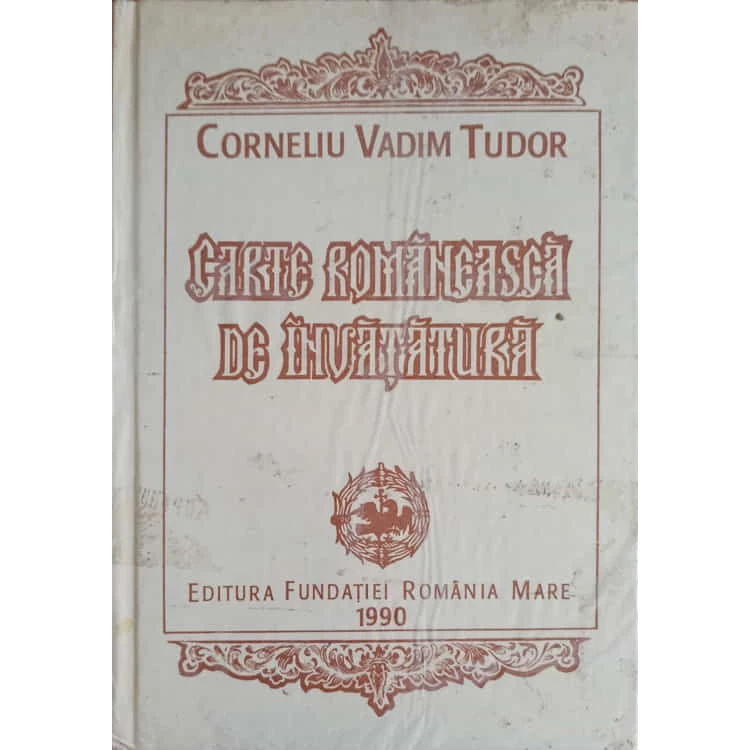 CORNELIU VADIM TUDOR
CARTE ROMÂNEASCĂ
DE ÎNVĂȚĂTURĂ
EDITURA FUNDAȚIEI ROMÂNIA MARE
1990